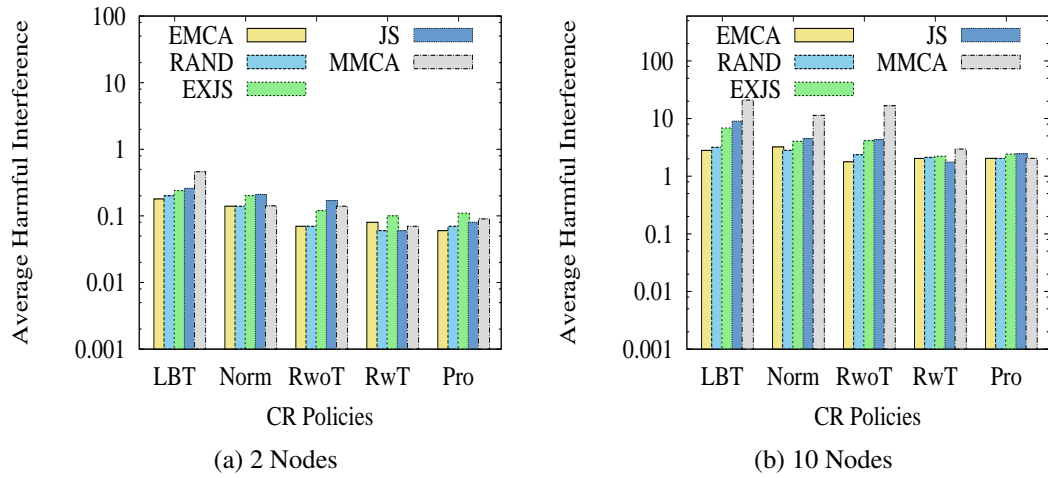 Average Harmful Interference
100
10
1
0.1
0.01
0.001
EMCA
RAND
EXJS
JS
MMCA
LBT Norm RwoT RwT Pro
CR Policies
(a) 2 Nodes
Average Harmful Interference
100
10
1
0.1
0.01
0.001
EMCA
RAND
EXJS
JS
MMCA
LBT Norm RwoT RwT Pro
CR Policies
(b) 10 Nodes